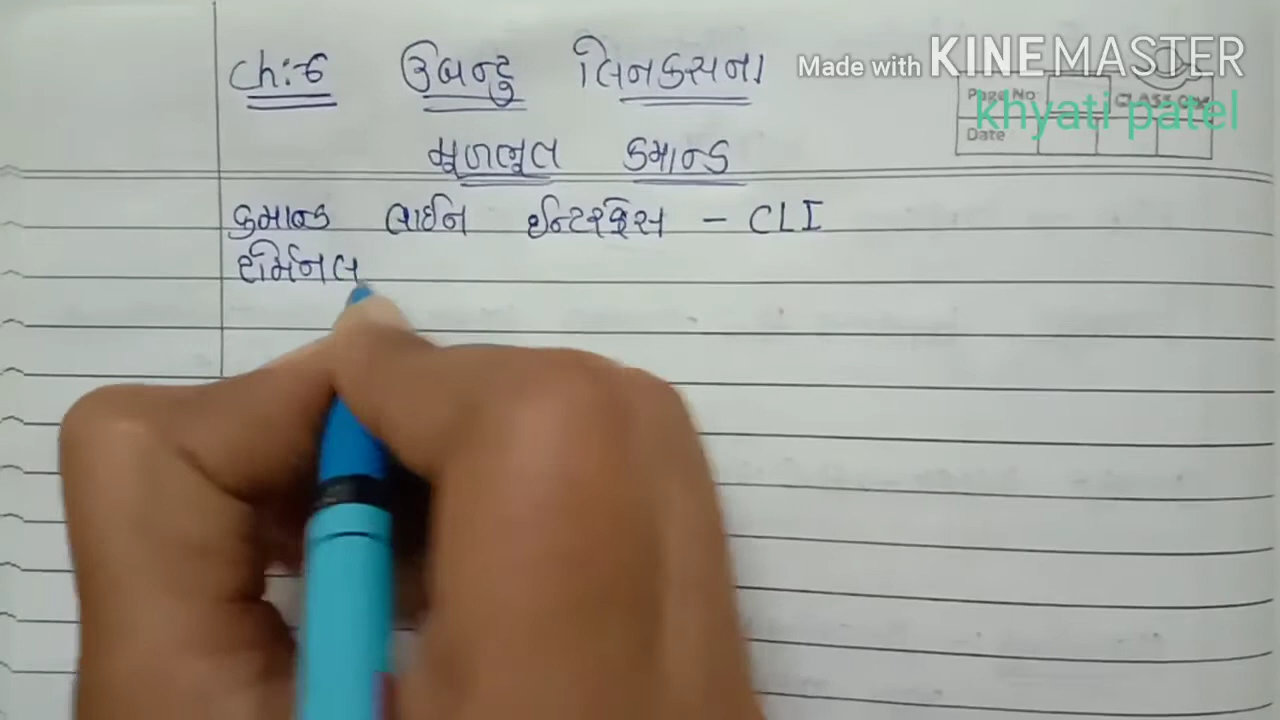 Ch:-6 ઉબન્ટુ લિનક્સના
મૂળભૂત કમાન્ડ
કમાન્ડ લાઈન ઈન્ટરફેસ - CLI
ટર્મિનલ
Made with KINEMASTER
Page No:
khyati patel
Date